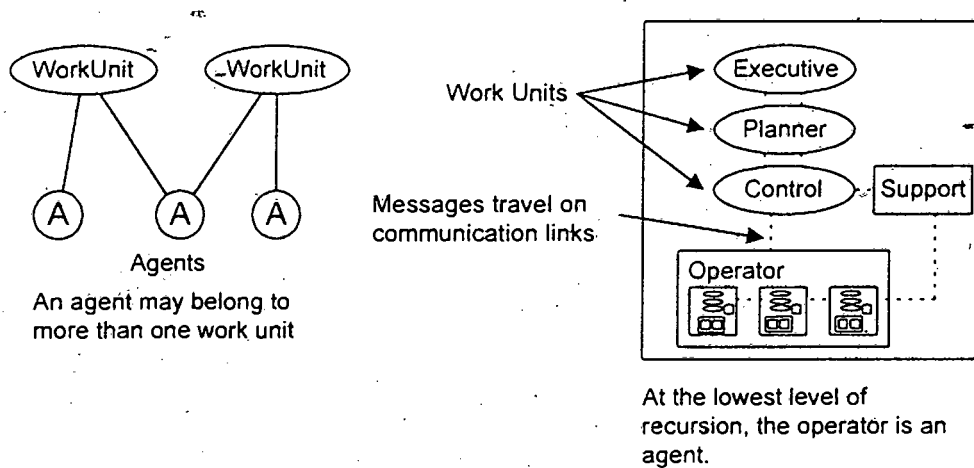 WorkUnit
WorkUnit
A
A
A
Agents
An agent may belong to
more than one work unit
Work Units
Messages travel on
communication links
Executive
Planner
Control
Support
Operator
At the lowest level of
recursion, the operator is an
agent.